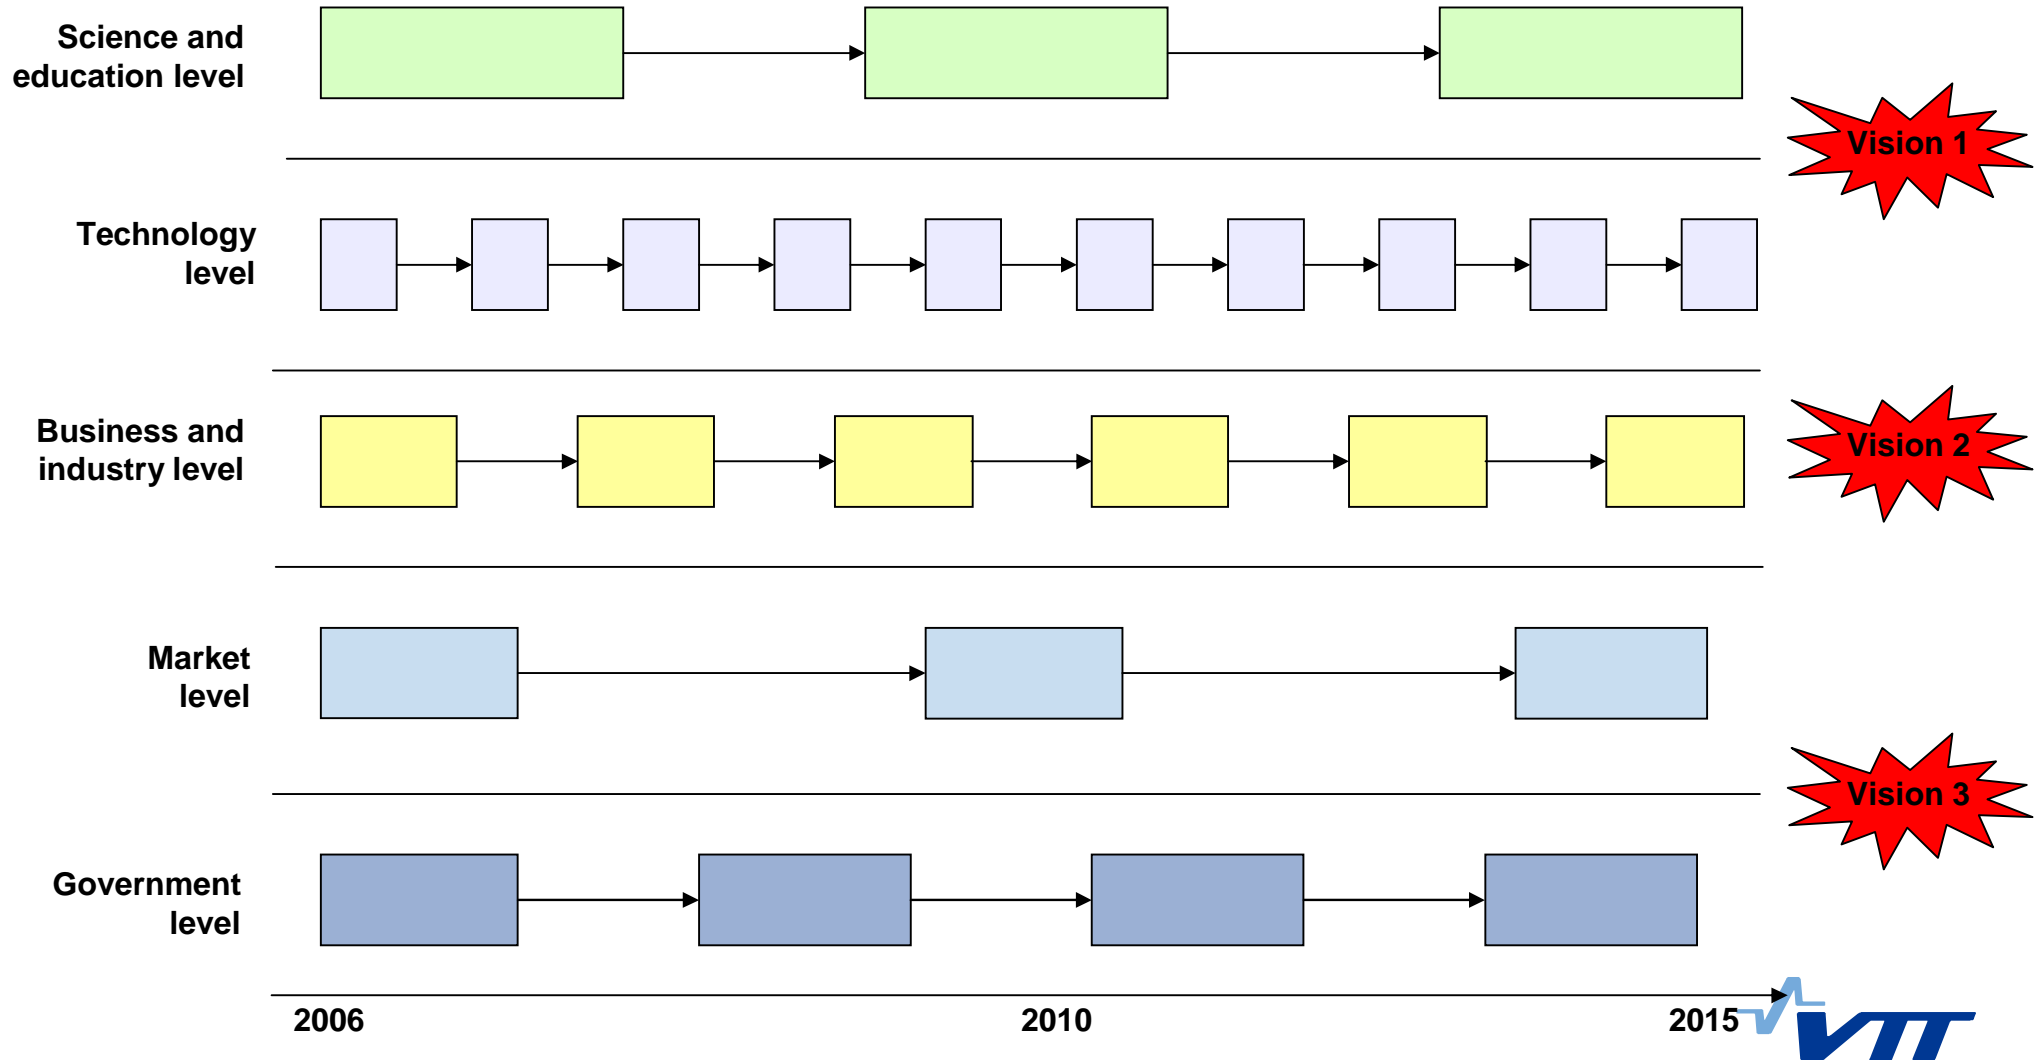 Science and
education level
Vision 1
Technology
level
Business and
industry level
Vision 2
Market
level
Vision 3
Government
level
2006
2010
2015
VTT